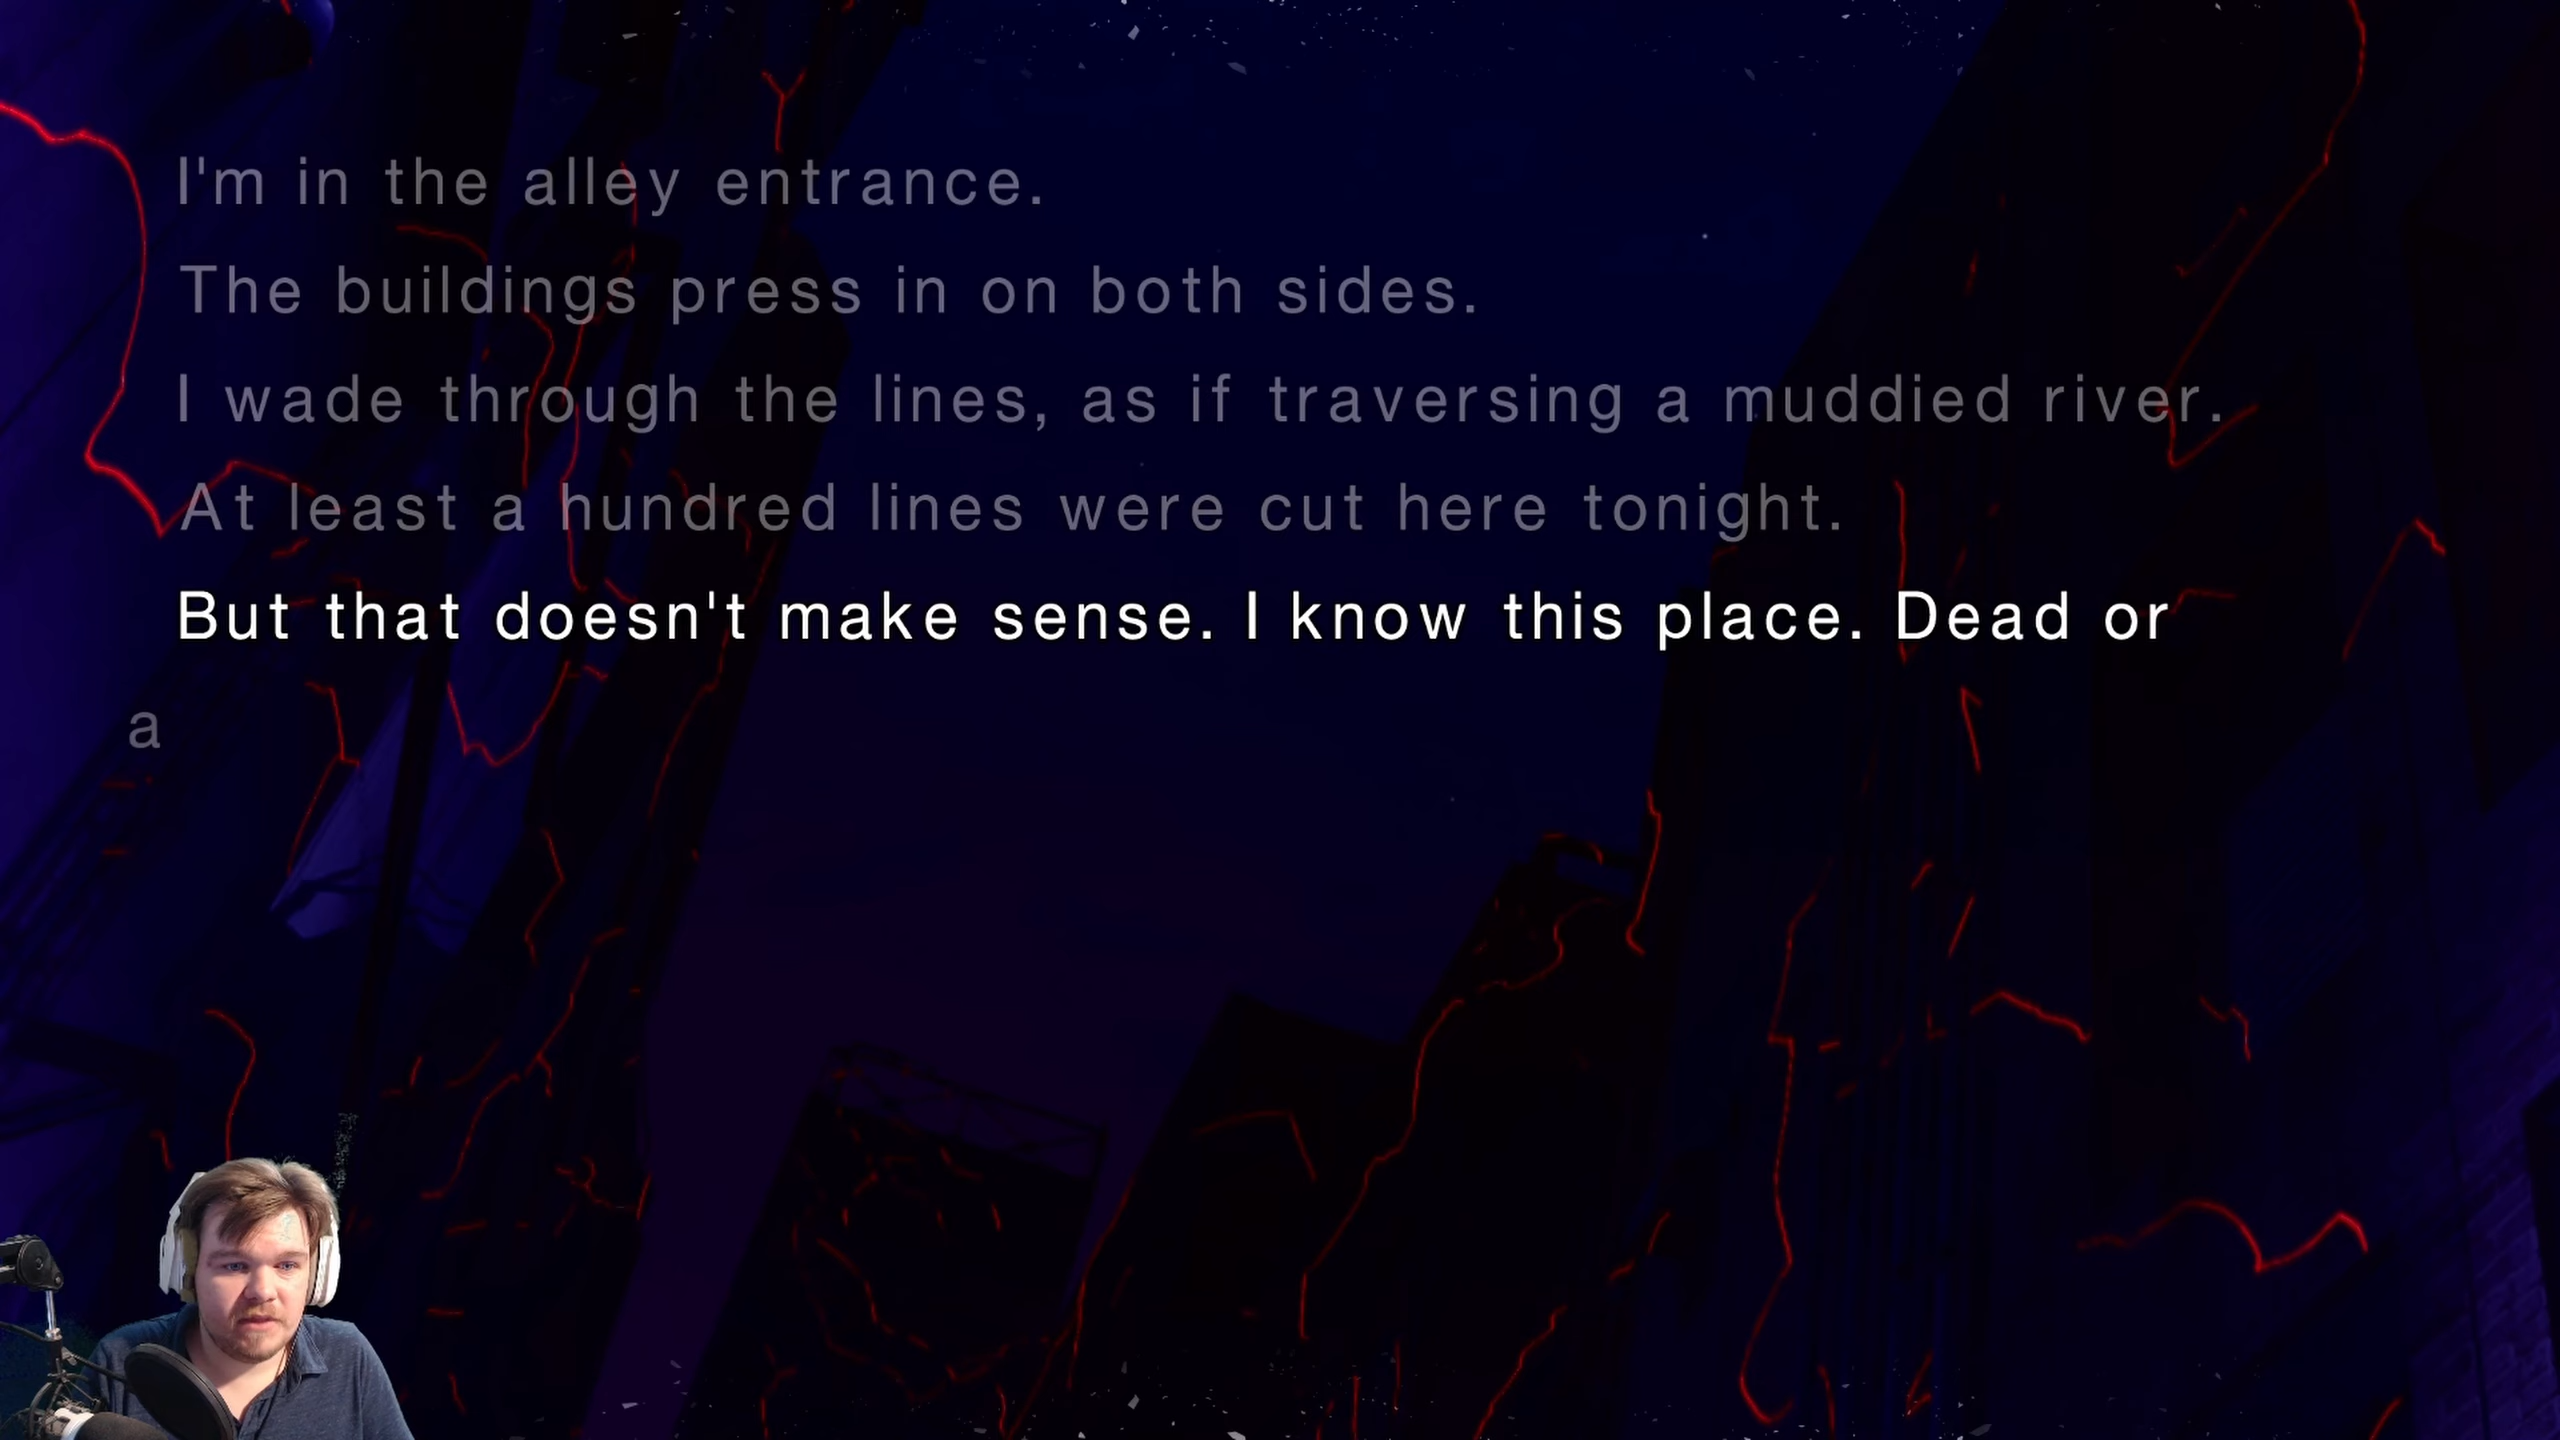 I'm in the alley entrance.
The buildings press in on both sides.
I wade through the lines, as if traversing a muddied river.
At least a hundred lines were cut here tonight.
But that doesn't make sense. I know this place. Dead or
a